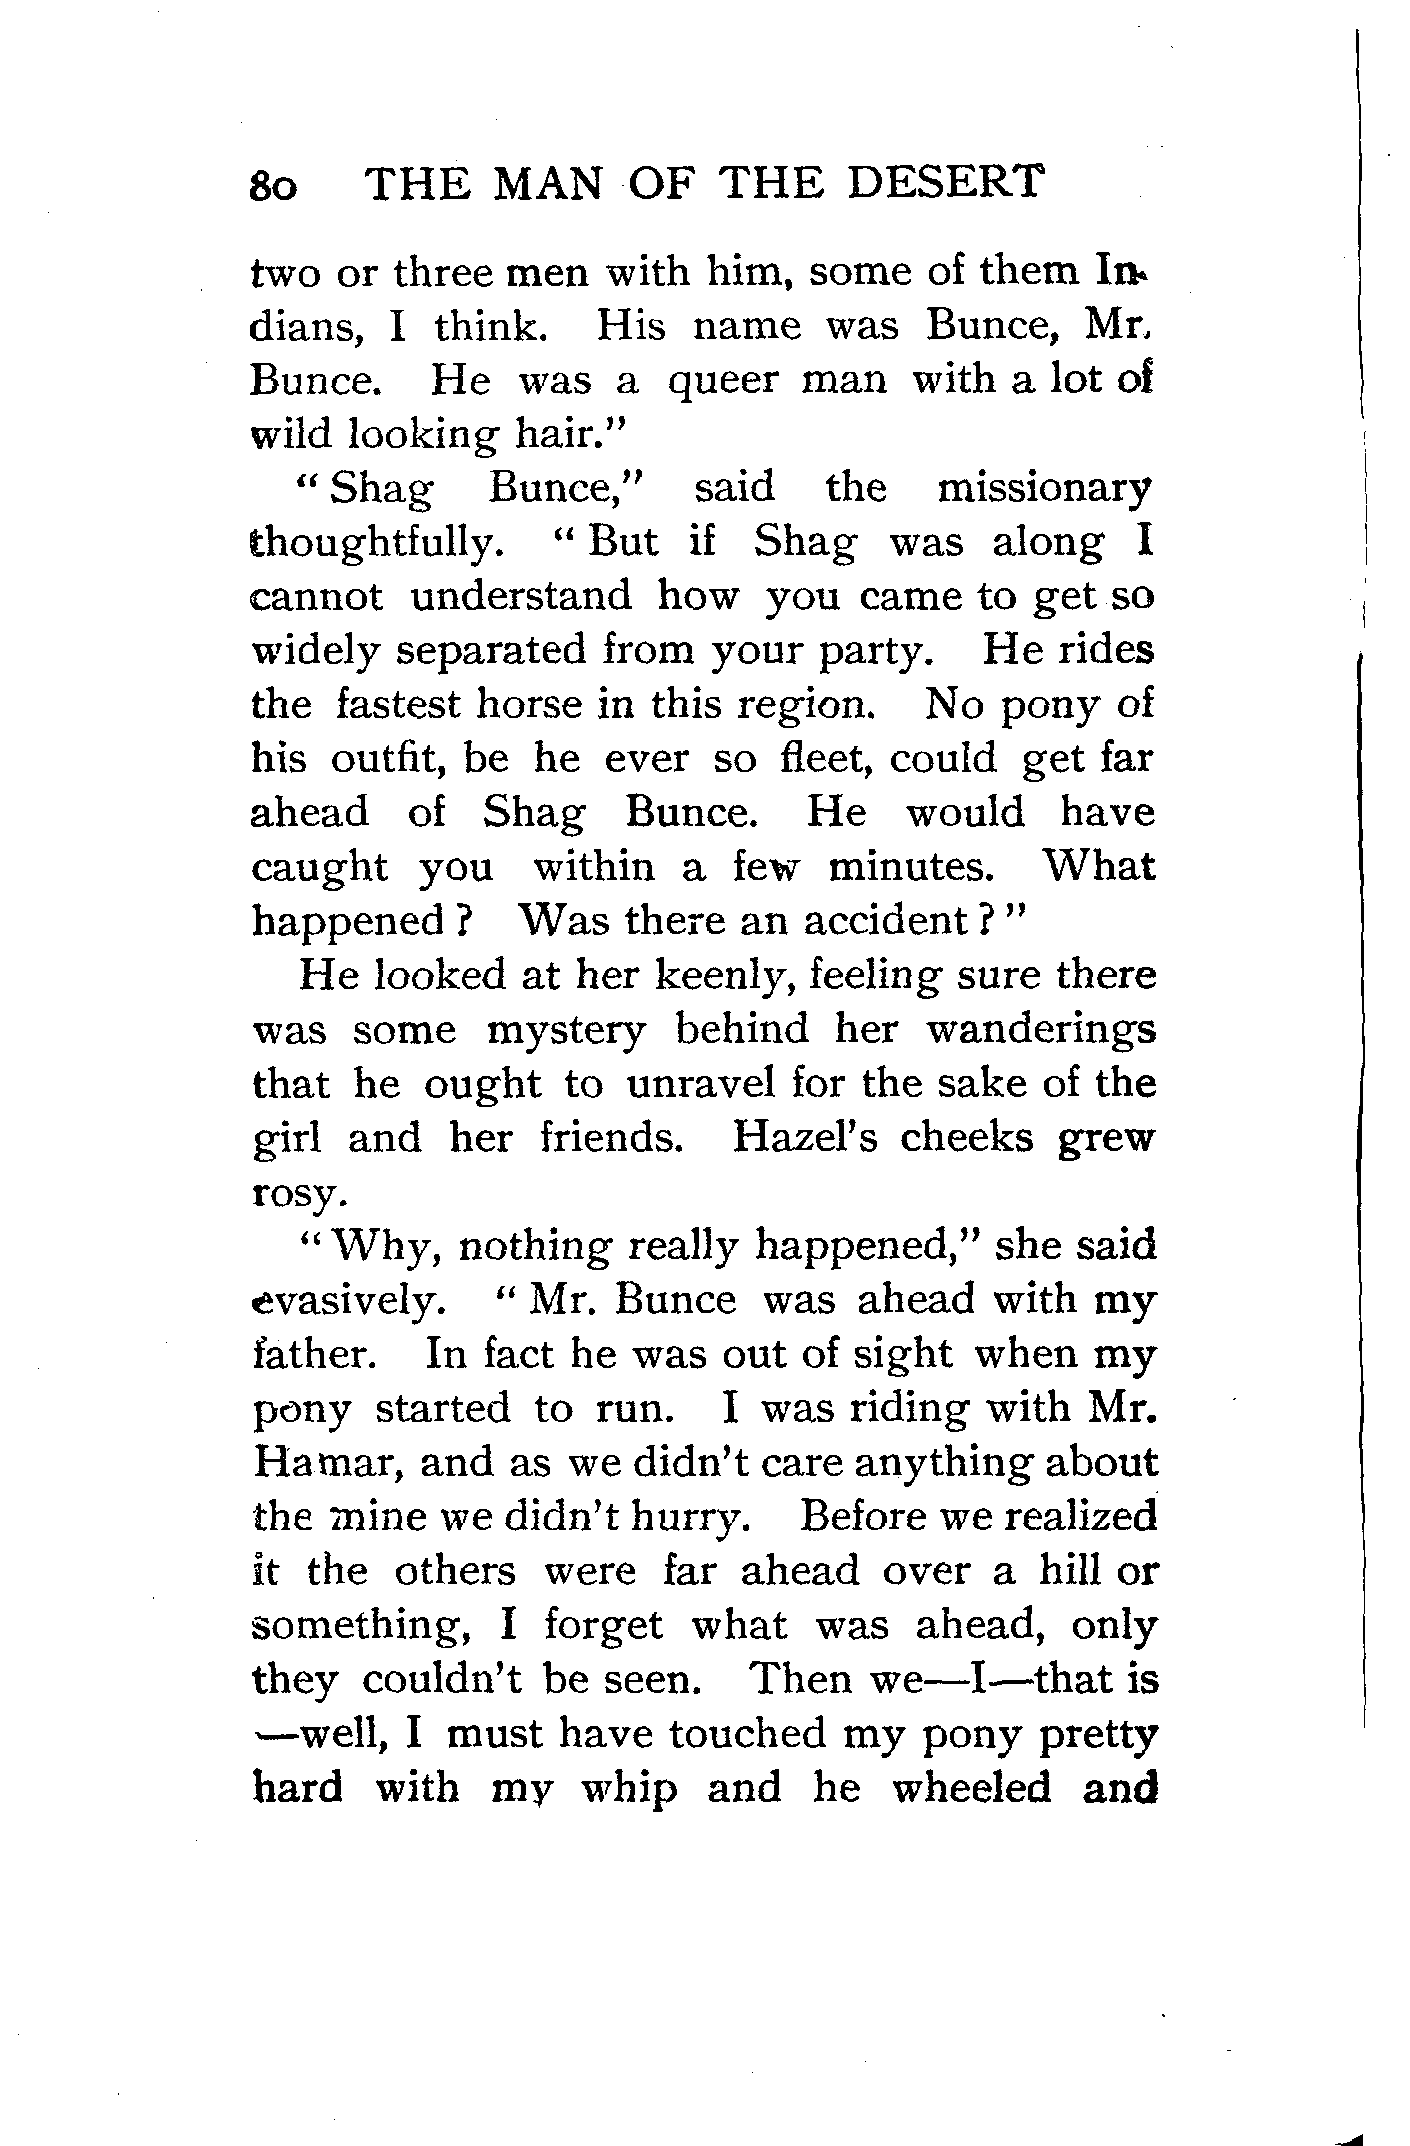 80 THE MAN OF THE DESERT
two or three men with him, some of them In-
dians, I think. His name was Bunce, Mr.
Bunce. He was a queer man with a lot of
wild looking hair."
"Shag Bunce," said the missionary
thoughtfully. "But if Shag was along I
cannot understand how you came to get so
widely separated from your party. He rides
the fastest horse in this region. No pony of
his outfit, be he ever so fleet, could get far
ahead of Shag Bunce. He would have
caught you within a few minutes. What
happened? Was there an accident?"
He looked at her keenly, feeling sure there
was some mystery behind her wanderings
that he ought to unravel for the sake of the
girl and her friends. Hazel's cheeks grew
rosy.
"Why, nothing really happened," she said
evasively. "Mr. Bunce was ahead with my
father. In fact he was out of sight when my
pony started to run. I was riding with Mr.
Hamar, and as we didn't care anything about
the mine we didn't hurry. Before we realized
it the others were far ahead over a hill or
something, I forget what was ahead, only
they couldn't be seen. Then we—I—that is
—well, I must have touched my pony pretty
hard with my whip and he wheeled and